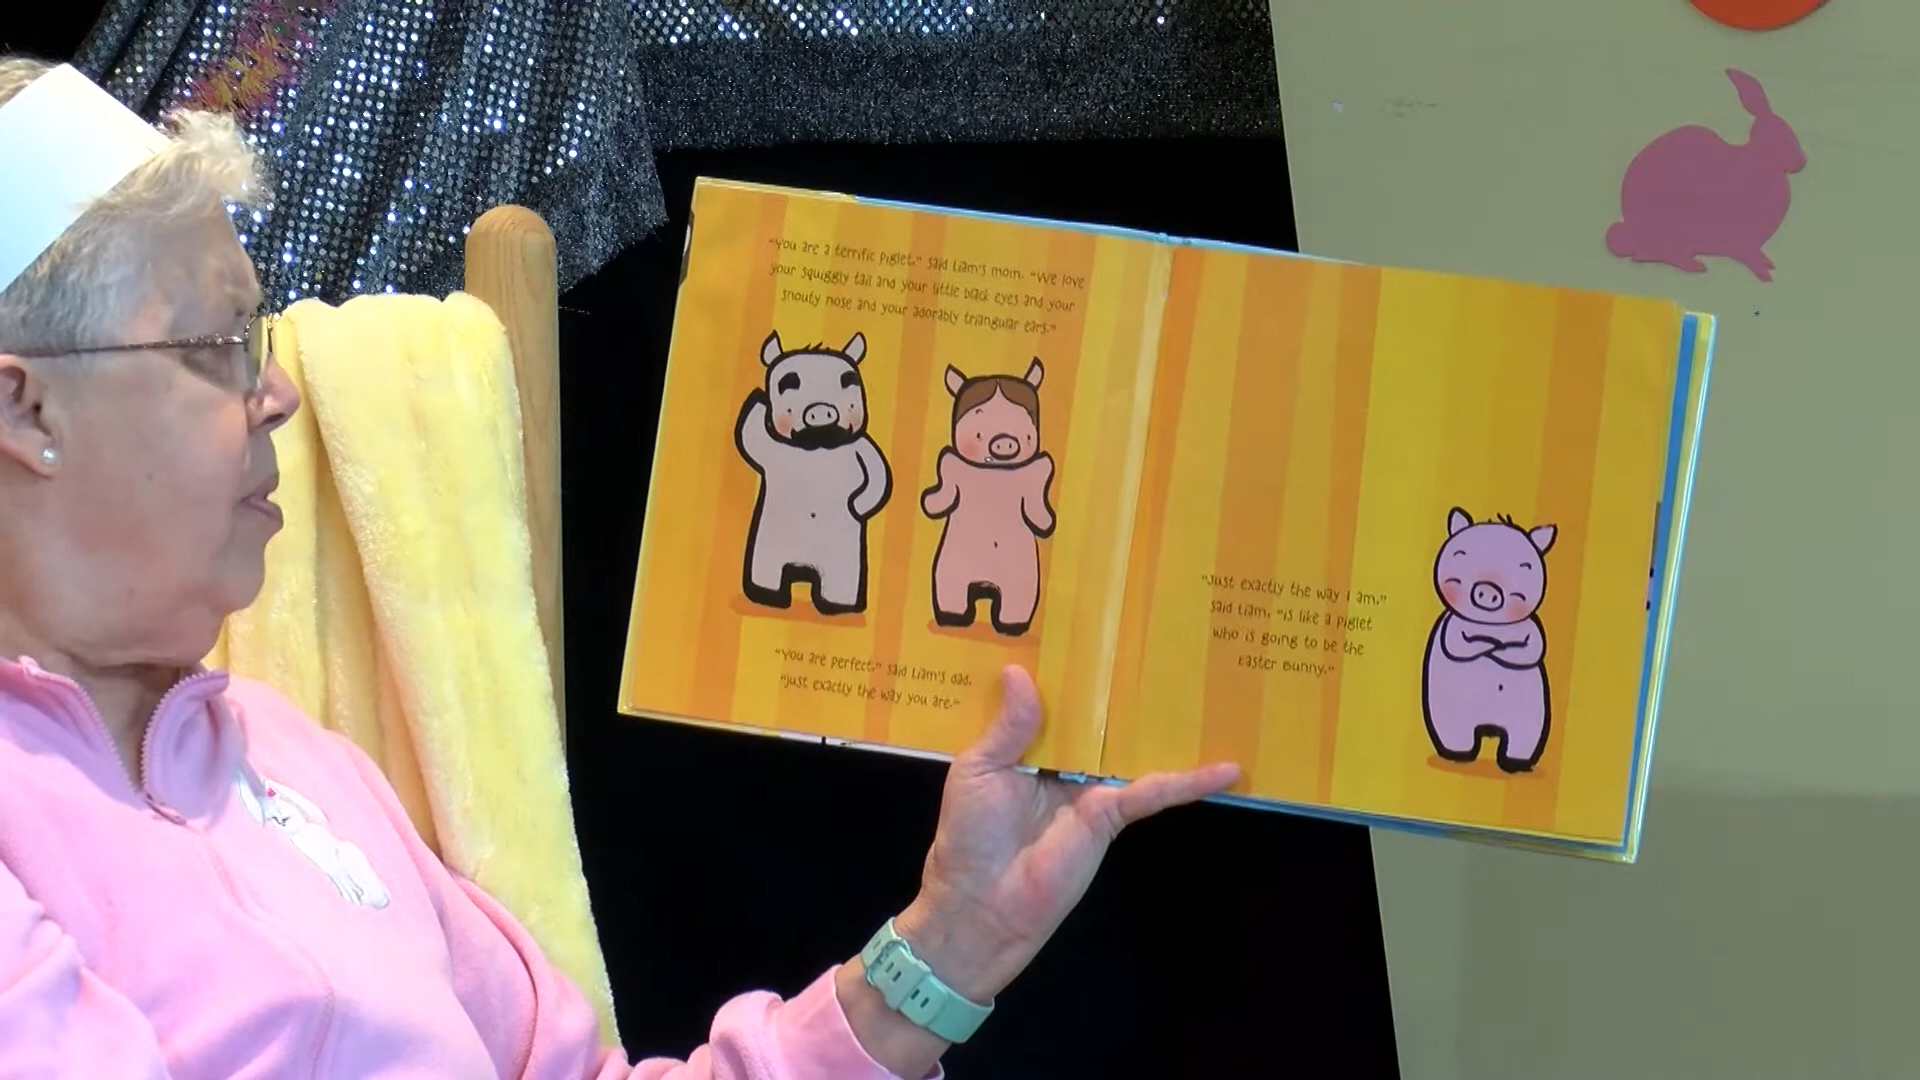 "You are a terrific piglet," said Liam's mom. "We love
your squiggly tail and your little black eyes and your
snouty nose and your adorably triangular ears."
"You are perfect," said Liam's dad,
"just exactly the way you are."
"Just exactly the way I am,"
said Liam, "is like a piglet
who is going to be the
Easter Bunny."